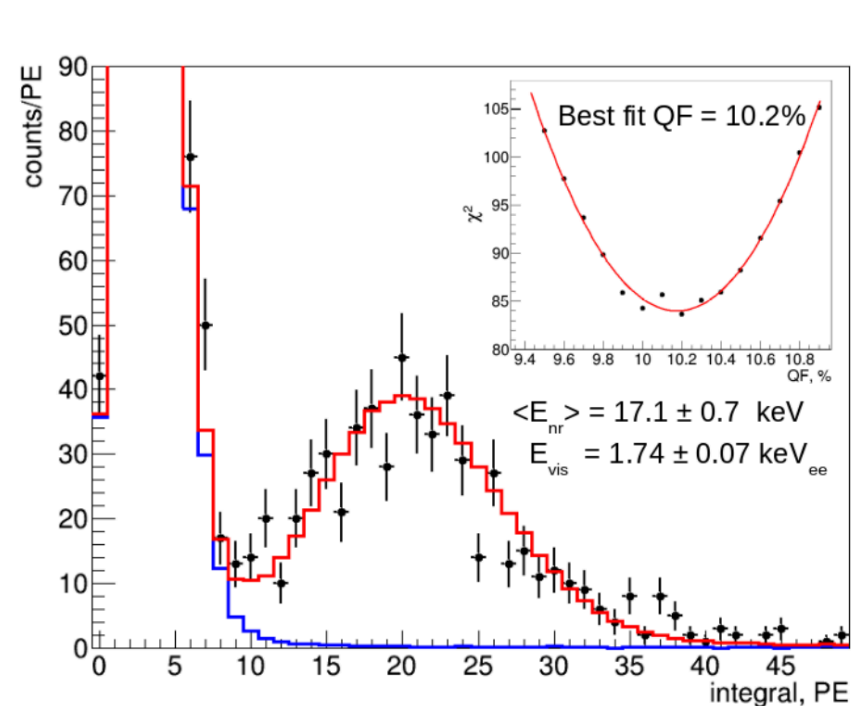 counts/PE
90
80
70
60
50
40
30
20
10
0
0 5 10 15 20 25 30 35 40 45
integral, PE
Best fit QF = 10.2%
χ²
105
100
95
90
85
80
9.4 9.6 9.8 10 10.2 10.4 10.6 10.8
QF, %
<E_nr> = 17.1 ± 0.7 keV
E_vis = 1.74 ± 0.07 keV_ee